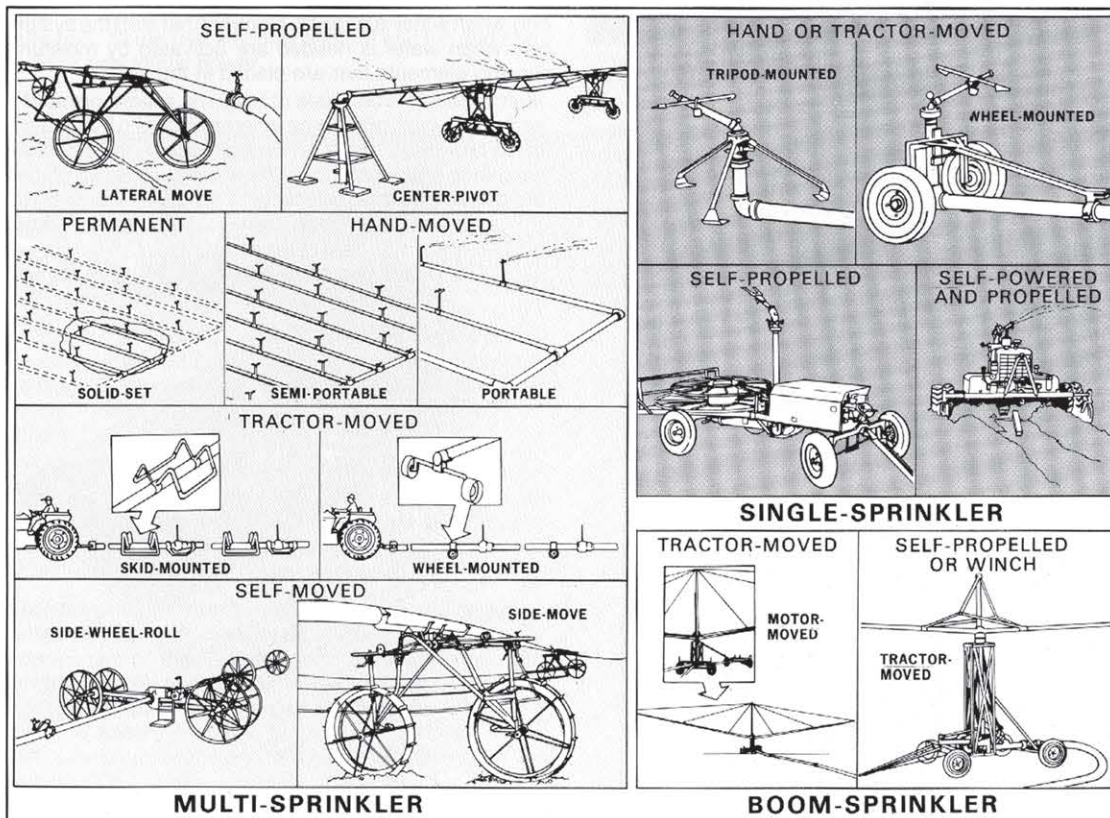 SELF-PROPELLED
LATERAL MOVE
CENTER-PIVOT
PERMANENT
HAND-MOVED
SOLID-SET
SEMI-PORTABLE
PORTABLE
TRACTOR-MOVED
SKID-MOUNTED
WHEEL-MOUNTED
SELF-MOVED
SIDE-WHEEL-ROLL
SIDE-MOVE
MULTI-SPRINKLER
HAND OR TRACTOR-MOVED
TRIPOD-MOUNTED
WHEEL-MOUNTED
SELF-PROPELLED
SELF-POWERED
AND PROPELLED
SINGLE-SPRINKLER
TRACTOR-MOVED
MOTOR-
MOVED
SELF-PROPELLED
OR WINCH
TRACTOR-
MOVED
BOOM-SPRINKLER